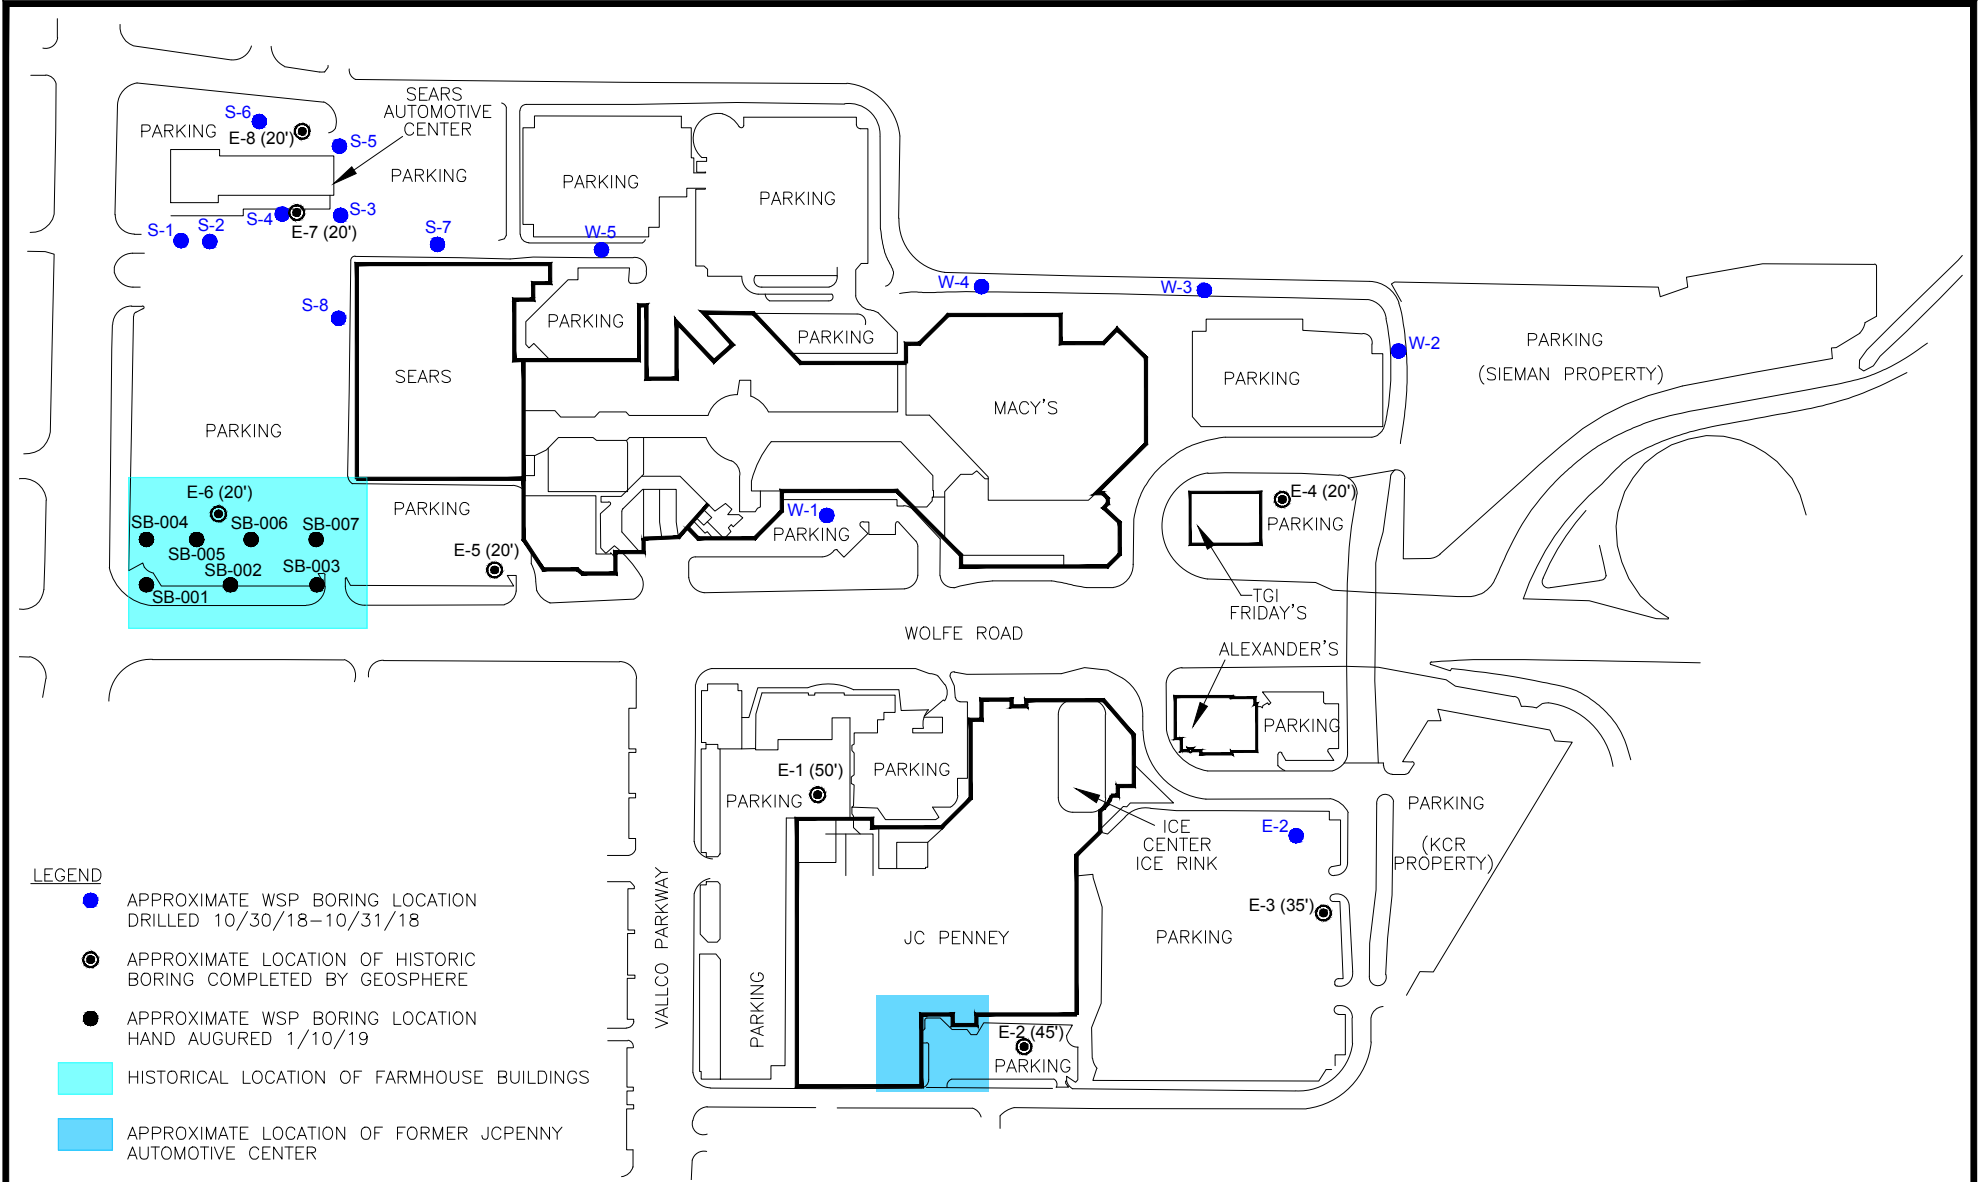 SEARS
AUTOMOTIVE
CENTER
S-6
PARKING
E-8 (20')
S-5
PARKING
PARKING
PARKING
S-4
S-3
E-7 (20')
S-1
S-2
S-7
W-5
W-4
W-3
S-8
PARKING
PARKING
W-2
PARKING
(SIEMAN PROPERTY)
SEARS
PARKING
MACY'S
PARKING
E-6 (20')
SB-004
SB-006
SB-007
SB-005
SB-002
SB-003
SB-001
PARKING
E-5 (20')
W-1
PARKING
E-4 (20')
PARKING
TGI
FRIDAY'S
WOLFE ROAD
ALEXANDER'S
PARKING
E-1 (50')
PARKING
PARKING
ICE
CENTER
ICE RINK
E-2
PARKING
(KCR
PROPERTY)
E-3 (35')
JC PENNEY
PARKING
VALLCO PARKWAY
PARKING
E-2 (45')
PARKING
LEGEND
APPROXIMATE WSP BORING LOCATION
DRILLED 10/30/18-10/31/18
APPROXIMATE LOCATION OF HISTORIC
BORING COMPLETED BY GEOSPHERE
APPROXIMATE WSP BORING LOCATION
HAND AUGURED 1/10/19
HISTORICAL LOCATION OF FARMHOUSE BUILDINGS
APPROXIMATE LOCATION OF FORMER JCPENNY
AUTOMOTIVE CENTER